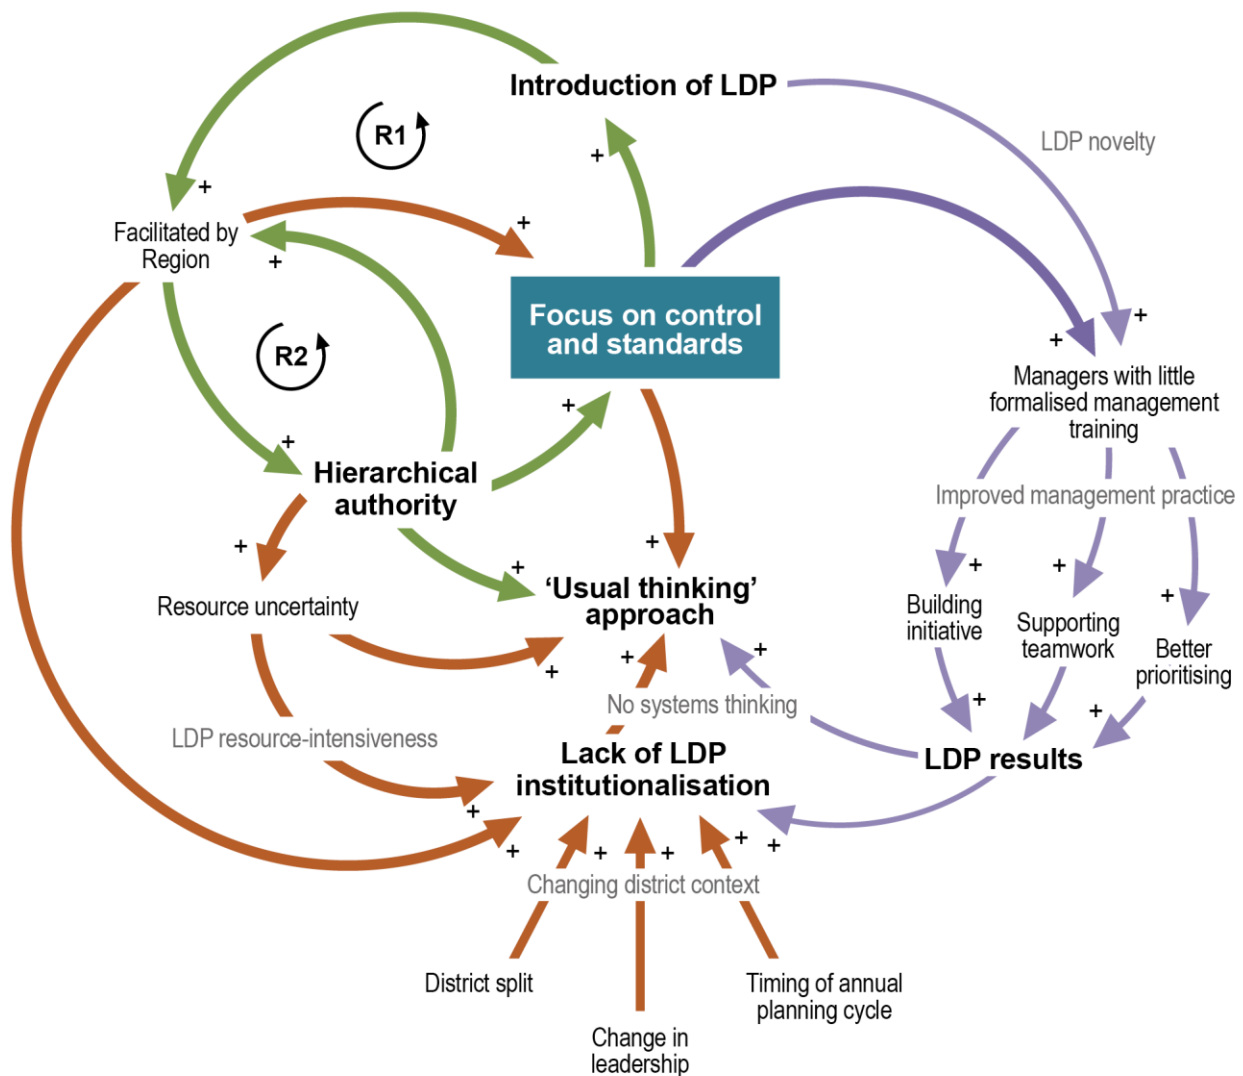 Introduction of LDP
R1
LDP novelty
+
+
+
Facilitated by
Region
+
+
Focus on control
and standards
+
+
R2
Managers with little
formalised management
training
+
+
Hierarchical
authority
Improved management practice
+
+
+
+
+
+
'Usual thinking'
approach
Resource uncertainty
Building
initiative
Supporting
teamwork
Better
prioritising
+
+
+
No systems thinking
+
+
LDP resource-intensiveness
Lack of LDP
institutionalisation
LDP results
+
+
+
+
+
+
Changing district context
District split
Timing of annual
planning cycle
Change in
leadership